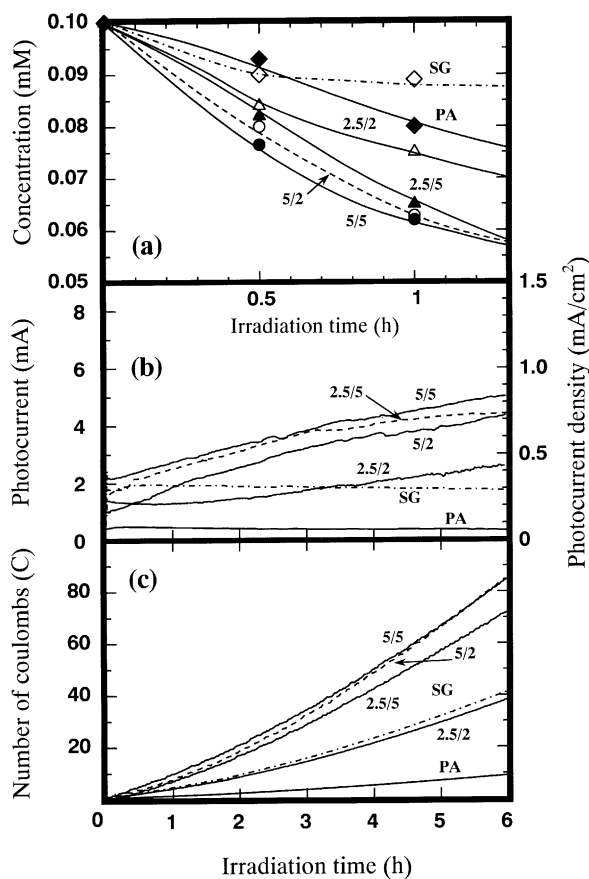 0.10
0.09
0.08
0.07
0.06
0.05
Concentration (mM)
SG
PA
2.5/2
2.5/5
5/2
5/5
(a)
0.5
1
Irradiation time (h)
8
6
4
2
0
Photocurrent (mA)
1.5
1.0
0.5
0
Photocurrent density (mA/cm²)
(b)
2.5/5
5/5
5/2
2.5/2
SG
PA
80
60
40
20
Number of coulombs (C)
(c)
5/5
5/2
SG
2.5/5
2.5/2
PA
0
1
2
3
4
5
6
Irradiation time (h)